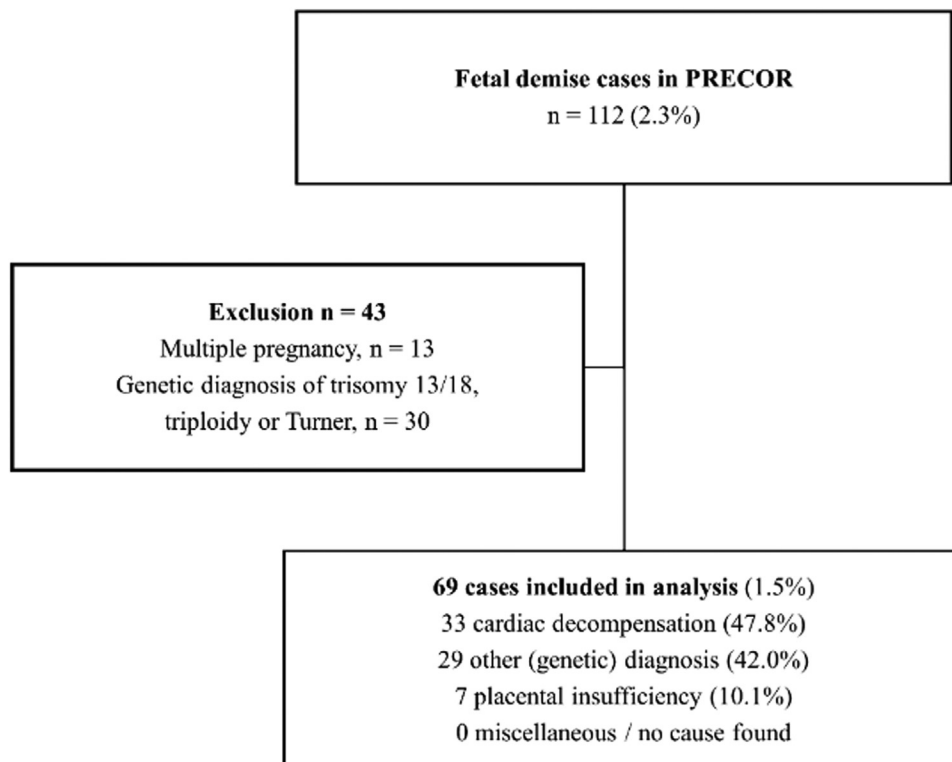 Fetal demise cases in PRECOR
n = 112 (2.3%)
Exclusion n = 43
Multiple pregnancy, n = 13
Genetic diagnosis of trisomy 13/18,
triploidy or Turner, n = 30
69 cases included in analysis (1.5%)
33 cardiac decompensation (47.8%)
29 other (genetic) diagnosis (42.0%)
7 placental insufficiency (10.1%)
0 miscellaneous / no cause found